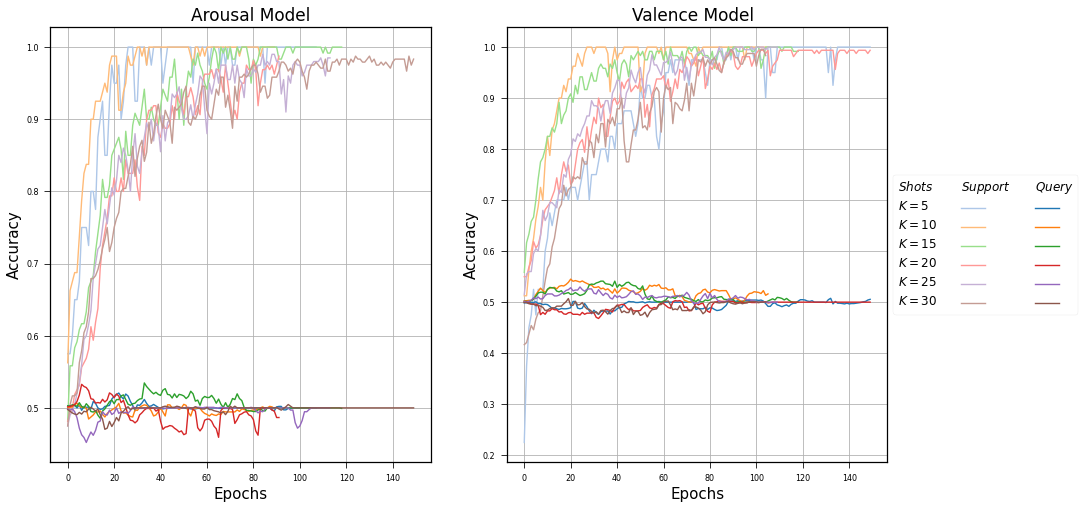 Arousal Model
Valence Model
Accuracy
1.0
0.9
0.8
0.7
0.6
0.5
0 20 40 60 80 100 120 140
Epochs
Accuracy
1.0
0.9
0.8
0.7
0.6
0.5
0.4
0.3
0.2
0 20 40 60 80 100 120 140
Epochs
Shots Support Query
K = 5
K = 10
K = 15
K = 20
K = 25
K = 30